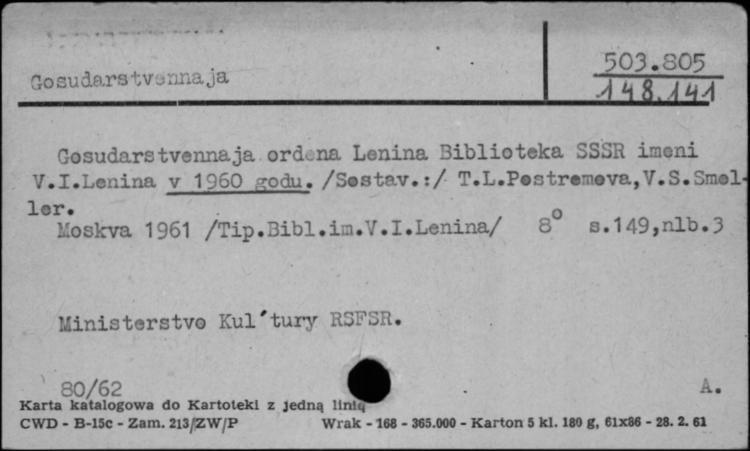 503.805
Gosudarstvennaja
148.141
Gosudarstvennaja ordena Lenina Biblioteka SSSR imeni
V.I.Lenina v 1960 godu. /Sostav.:/ T.L.Postremova,V.S.Smol-
ler.
Moskva 1961 /Tip.Bibl.im.V.I.Lenina/ 8° s.149,nlb.3
Ministerstvo Kul'tury RSFSR.
80/62 A.
Karta katalogowa do Kartoteki z jedną linią
CWD - B-15c - Zam. 213/ZW/P Wrak - 168 - 365.000 - Karton 5 kl. 180 g, 61x86 - 28. 2. 61